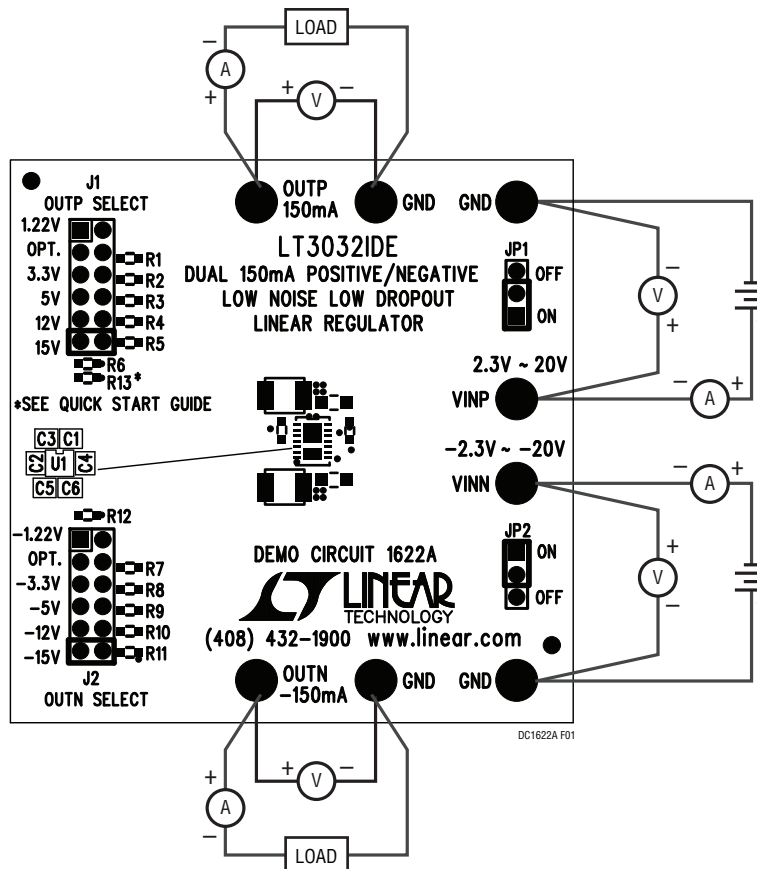 LOAD
− A +
+ V −
J1
OUTP SELECT
OUTP
150mA
GND
GND
1.22V
OPT.
3.3V
5V
12V
15V
R1
R2
R3
R4
R5
R6
R13*
*SEE QUICK START GUIDE
LT3032IDE
DUAL 150mA POSITIVE/NEGATIVE
LOW NOISE LOW DROPOUT
LINEAR REGULATOR
JP1
OFF
ON
− V +
2.3V ~ 20V
VINP
− A +
−2.3V ~ −20V
VINN
− A +
C3 C1
C2 U1 C4
C5 C6
R12
−1.22V
OPT.
−3.3V
−5V
−12V
−15V
R7
R8
R9
R10
R11
J2
OUTN SELECT
JP2
ON
OFF
+ V −
DEMO CIRCUIT 1622A
LT LINEAR
TECHNOLOGY
(408) 432-1900 www.linear.com
OUTN
-150mA
GND
GND
DC1622A F01
+ V −
+ A −
LOAD